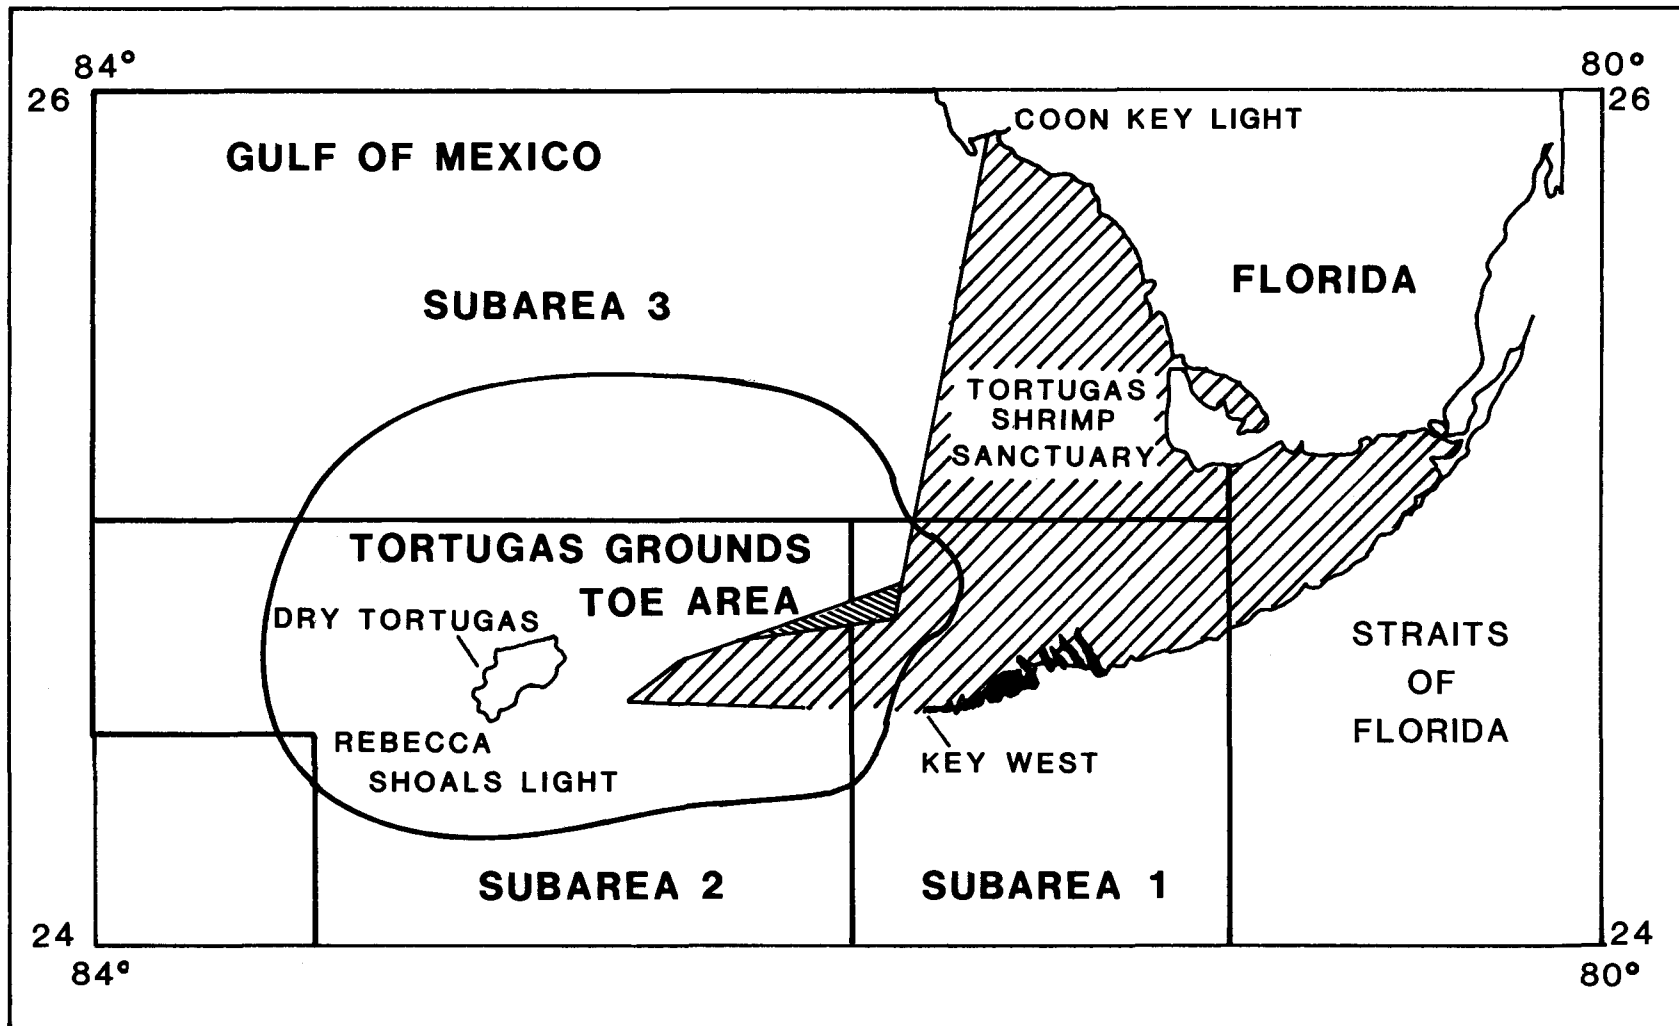 84° 80°
26 26
COON KEY LIGHT
GULF OF MEXICO
FLORIDA
SUBAREA 3
TORTUGAS
SHRIMP
SANCTUARY
TORTUGAS GROUNDS
TOE AREA
DRY TORTUGAS
STRAITS
OF
FLORIDA
REBECCA
SHOALS LIGHT
KEY WEST
SUBAREA 2 SUBAREA 1
24 24
84° 80°